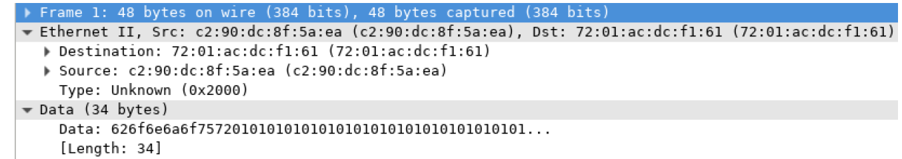 Frame 1: 48 bytes on wire (384 bits), 48 bytes captured (384 bits)
Ethernet II, Src: c2:90:dc:8f:5a:ea (c2:90:dc:8f:5a:ea), Dst: 72:01:ac:dc:f1:61 (72:01:ac:dc:f1:61)
Destination: 72:01:ac:dc:f1:61 (72:01:ac:dc:f1:61)
Source: c2:90:dc:8f:5a:ea (c2:90:dc:8f:5a:ea)
Type: Unknown (0x2000)
Data (34 bytes)
Data: 626f6e6a6f757201010101010101010101010101010101010101...
[Length: 34]